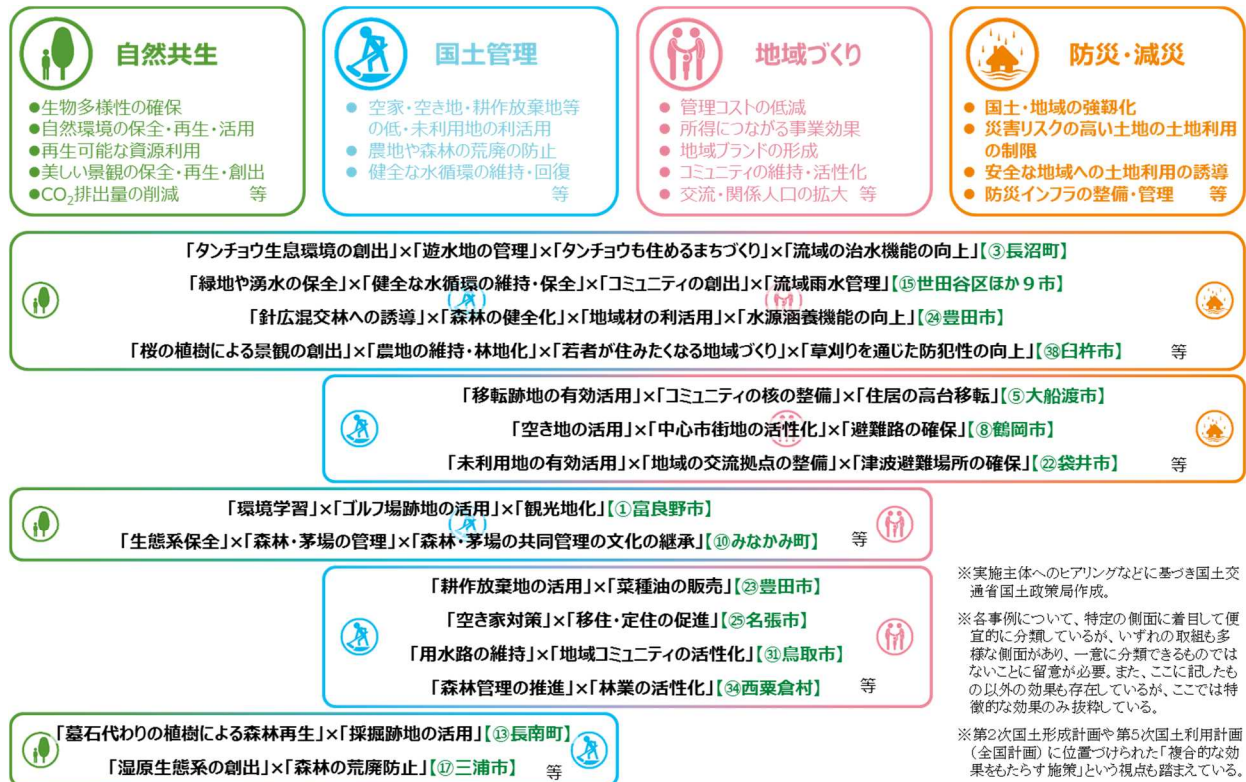 自然共生
●生物多様性の確保
●自然環境の保全・再生・活用
●再生可能な資源利用
●美しい景観の保全・再生・創出
●CO₂排出量の削減 等
国土管理
● 空家・空き地・耕作放棄地等
の低・未利用地の利活用
● 農地や森林の荒廃の防止
● 健全な水循環の維持・回復
等
地域づくり
● 管理コストの低減
● 所得につながる事業効果
● 地域ブランドの形成
● コミュニティの維持・活性化
● 交流・関係人口の拡大 等
防災・減災
● 国土・地域の強靱化
● 災害リスクの高い土地の土地利用
の制限
● 安全な地域への土地利用の誘導
● 防災インフラの整備・管理 等
「タンチョウ生息環境の創出」×「遊水地の管理」×「タンチョウも住めるまちづくり」×「流域の治水機能の向上」【③長沼町】
「緑地や湧水の保全」×「健全な水循環の維持・保全」×「コミュニティの創出」×「流域雨水管理」【⑮世田谷区ほか9市】
「針広混交林への誘導」×「森林の健全化」×「地域材の利活用」×「水源涵養機能の向上」【㉔豊田市】
「桜の植樹による景観の創出」×「農地の維持・林地化」×「若者が住みたくなる地域づくり」×「草刈りを通じた防犯性の向上」【㊳臼杵市】 等
「移転跡地の有効活用」×「コミュニティの核の整備」×「住居の高台移転」【⑤大船渡市】
「空き地の活用」×「中心市街地の活性化」×「避難路の確保」【⑧鶴岡市】
「未利用地の有効活用」×「地域の交流拠点の整備」×「津波避難場所の確保」【㉒袋井市】 等
「環境学習」×「ゴルフ場跡地の活用」×「観光地化」【①富良野市】
「生態系保全」×「森林・茅場の管理」×「森林・茅場の共同管理の文化の継承」【⑩みなかみ町】 等
「耕作放棄地の活用」×「菜種油の販売」【㉓豊田市】
「空き家対策」×「移住・定住の促進」【㉕名張市】
「用水路の維持」×「地域コミュニティの活性化」【㉛鳥取市】
「森林管理の推進」×「林業の活性化」【㉞西粟倉村】 等
「墓石代わりの植樹による森林再生」×「採掘跡地の活用」【⑬長南町】
「湿原生態系の創出」×「森林の荒廃防止」【⑰三浦市】 等
※実施主体へのヒアリングなどに基づき国土交
通省国土政策局作成。
※各事例について、特定の側面に着目して便
宜的に分類しているが、いずれの取組も多
様な側面があり、一意に分類できるものでは
ないことに留意が必要。また、ここに記したも
の以外の効果も存在しているが、ここでは特
徴的な効果のみ抜粋している。
※第2次国土形成計画や第5次国土利用計画
（全国計画）に位置づけられた「複合的な効
果をもたらす施策」という視点も踏まえている。